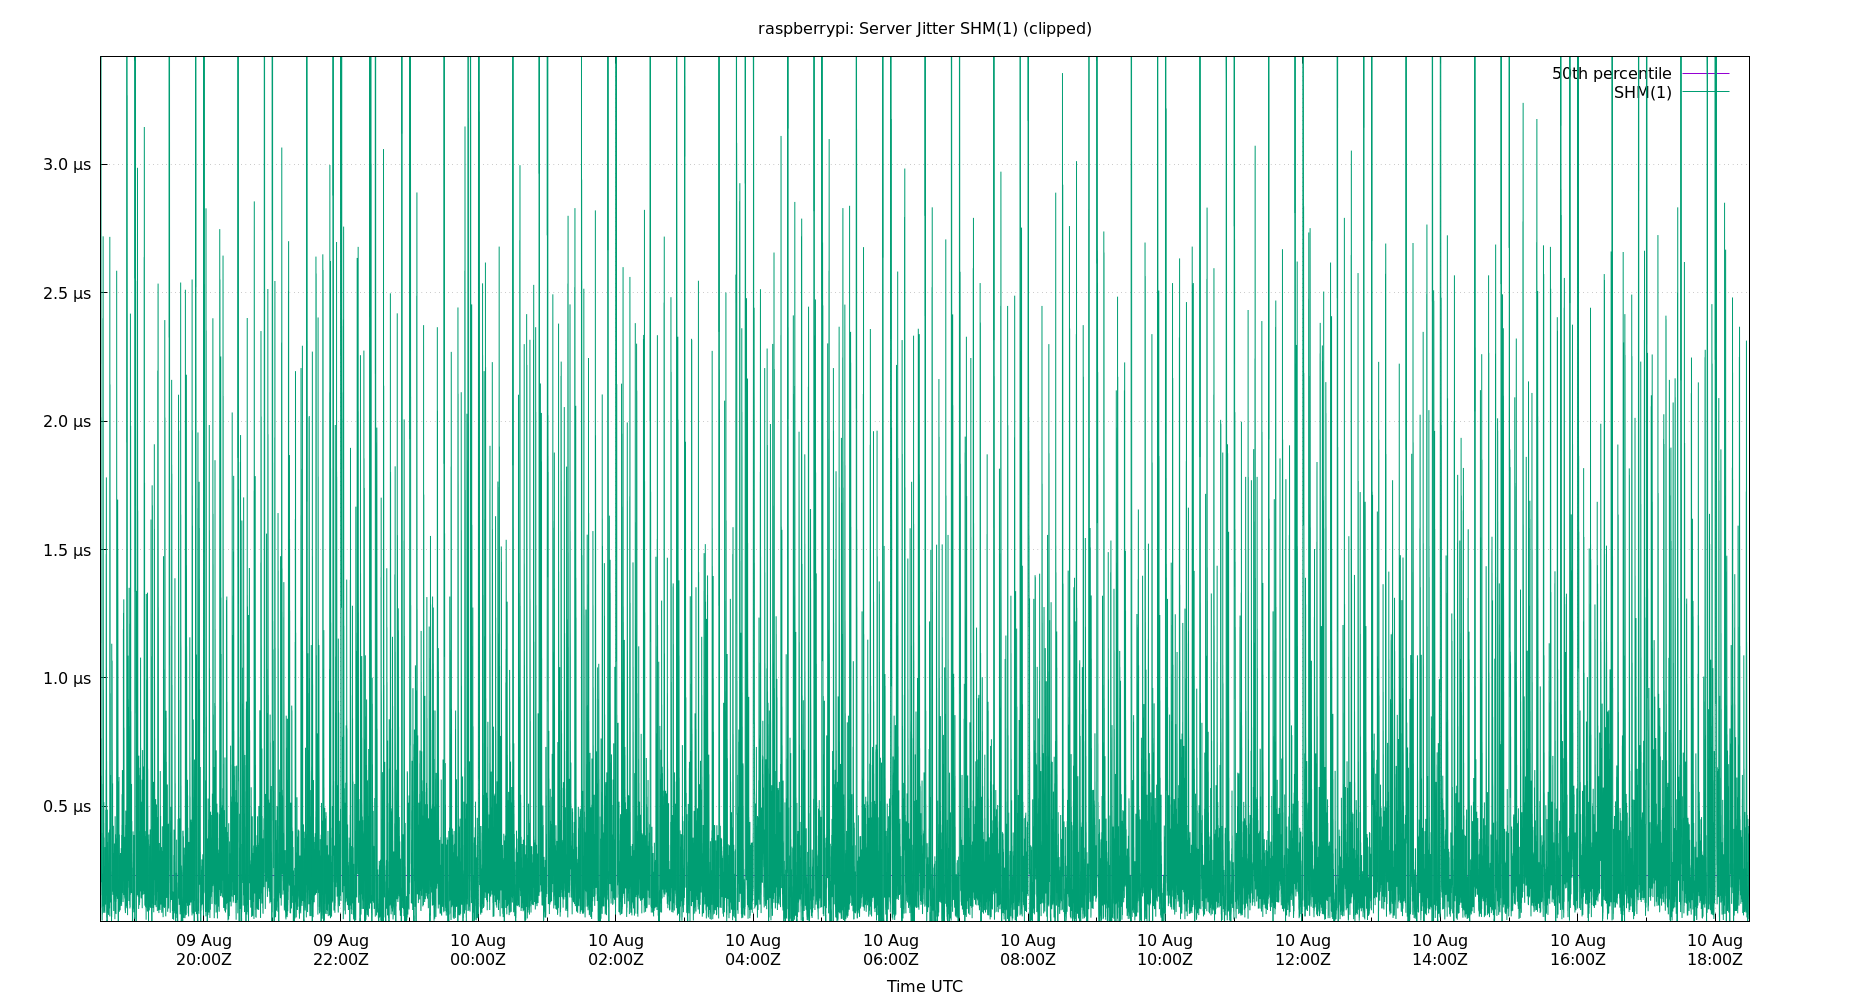 raspberrypi: Server Jitter SHM(1) (clipped)
50th percentile
SHM(1)
3.0 µs
2.5 µs
2.0 µs
1.5 µs
1.0 µs
0.5 µs
09 Aug 09 Aug 10 Aug 10 Aug 10 Aug 10 Aug 10 Aug 10 Aug 10 Aug 10 Aug 10 Aug 10 Aug
20:00Z 22:00Z 00:00Z 02:00Z 04:00Z 06:00Z 08:00Z 10:00Z 12:00Z 14:00Z 16:00Z 18:00Z
Time UTC